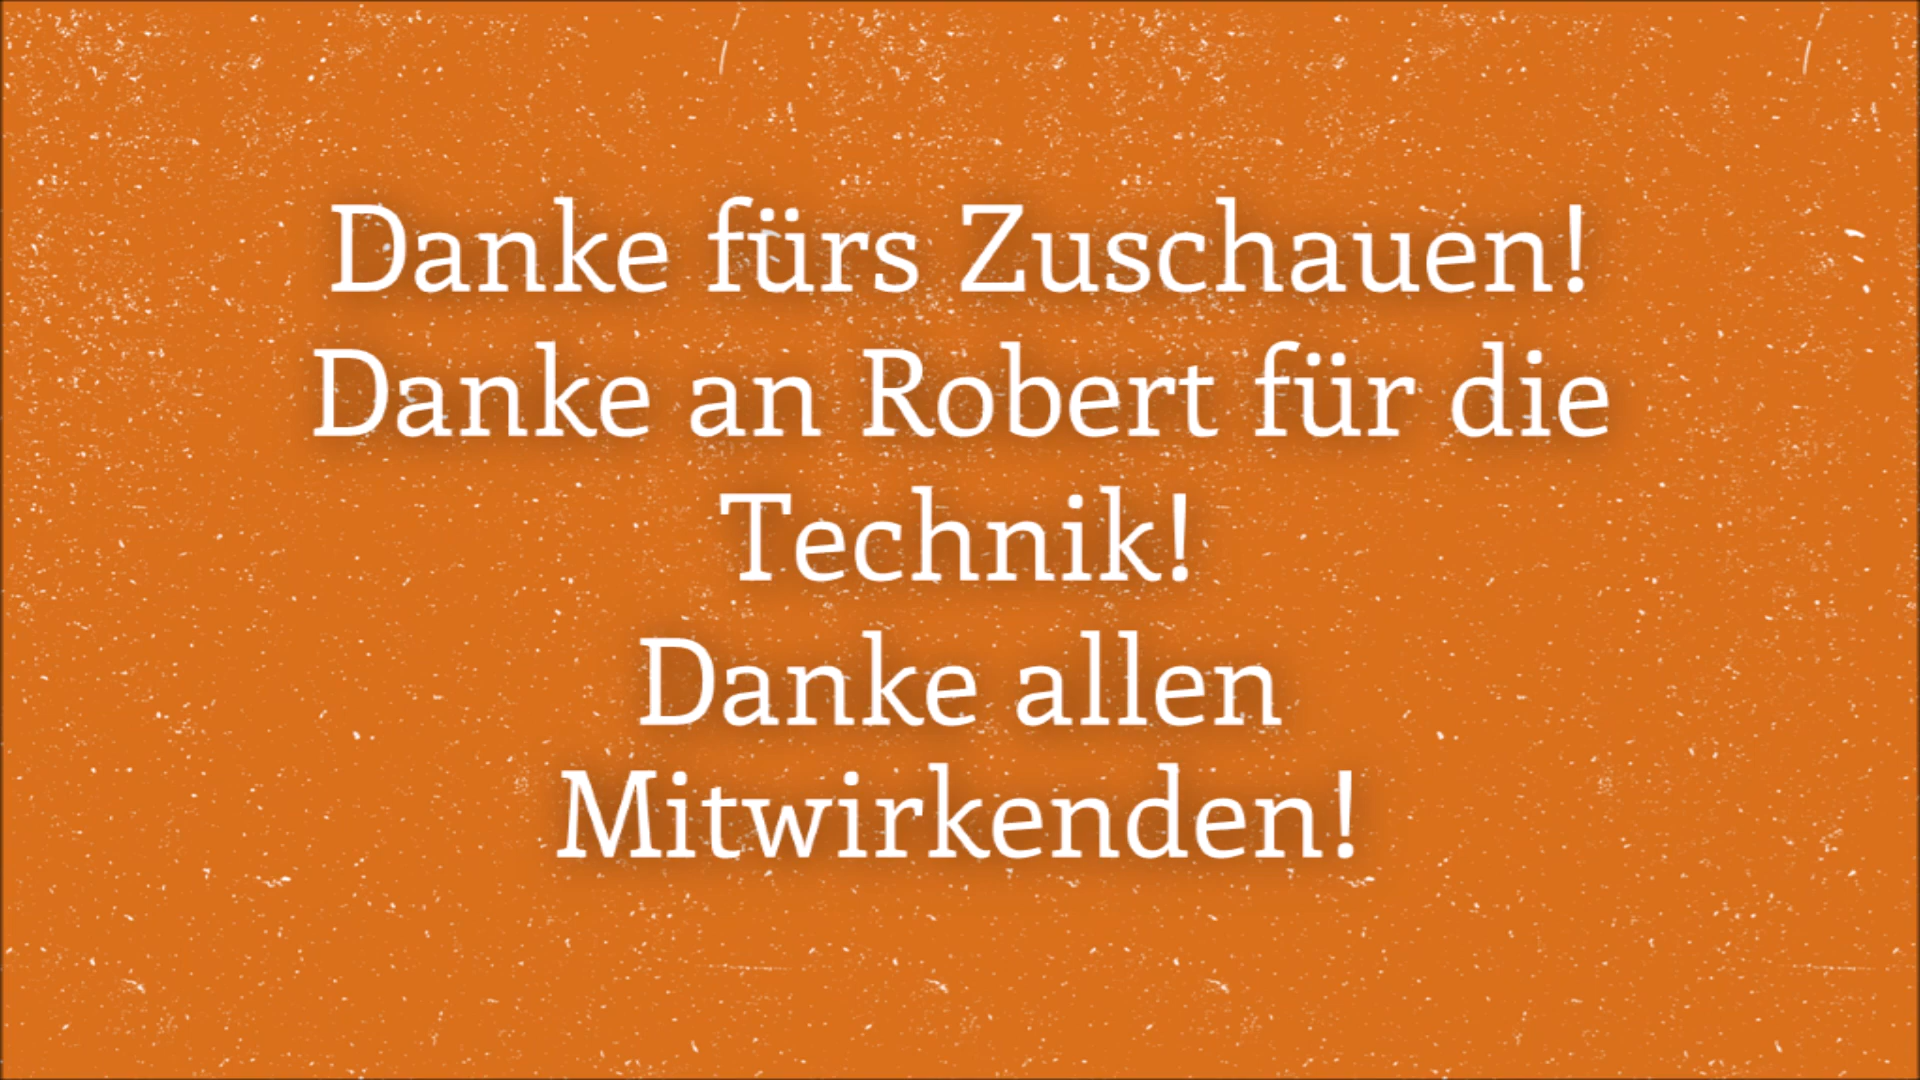 Danke fürs Zuschauen!
Danke an Robert für die
Technik!
Danke allen
Mitwirkenden!